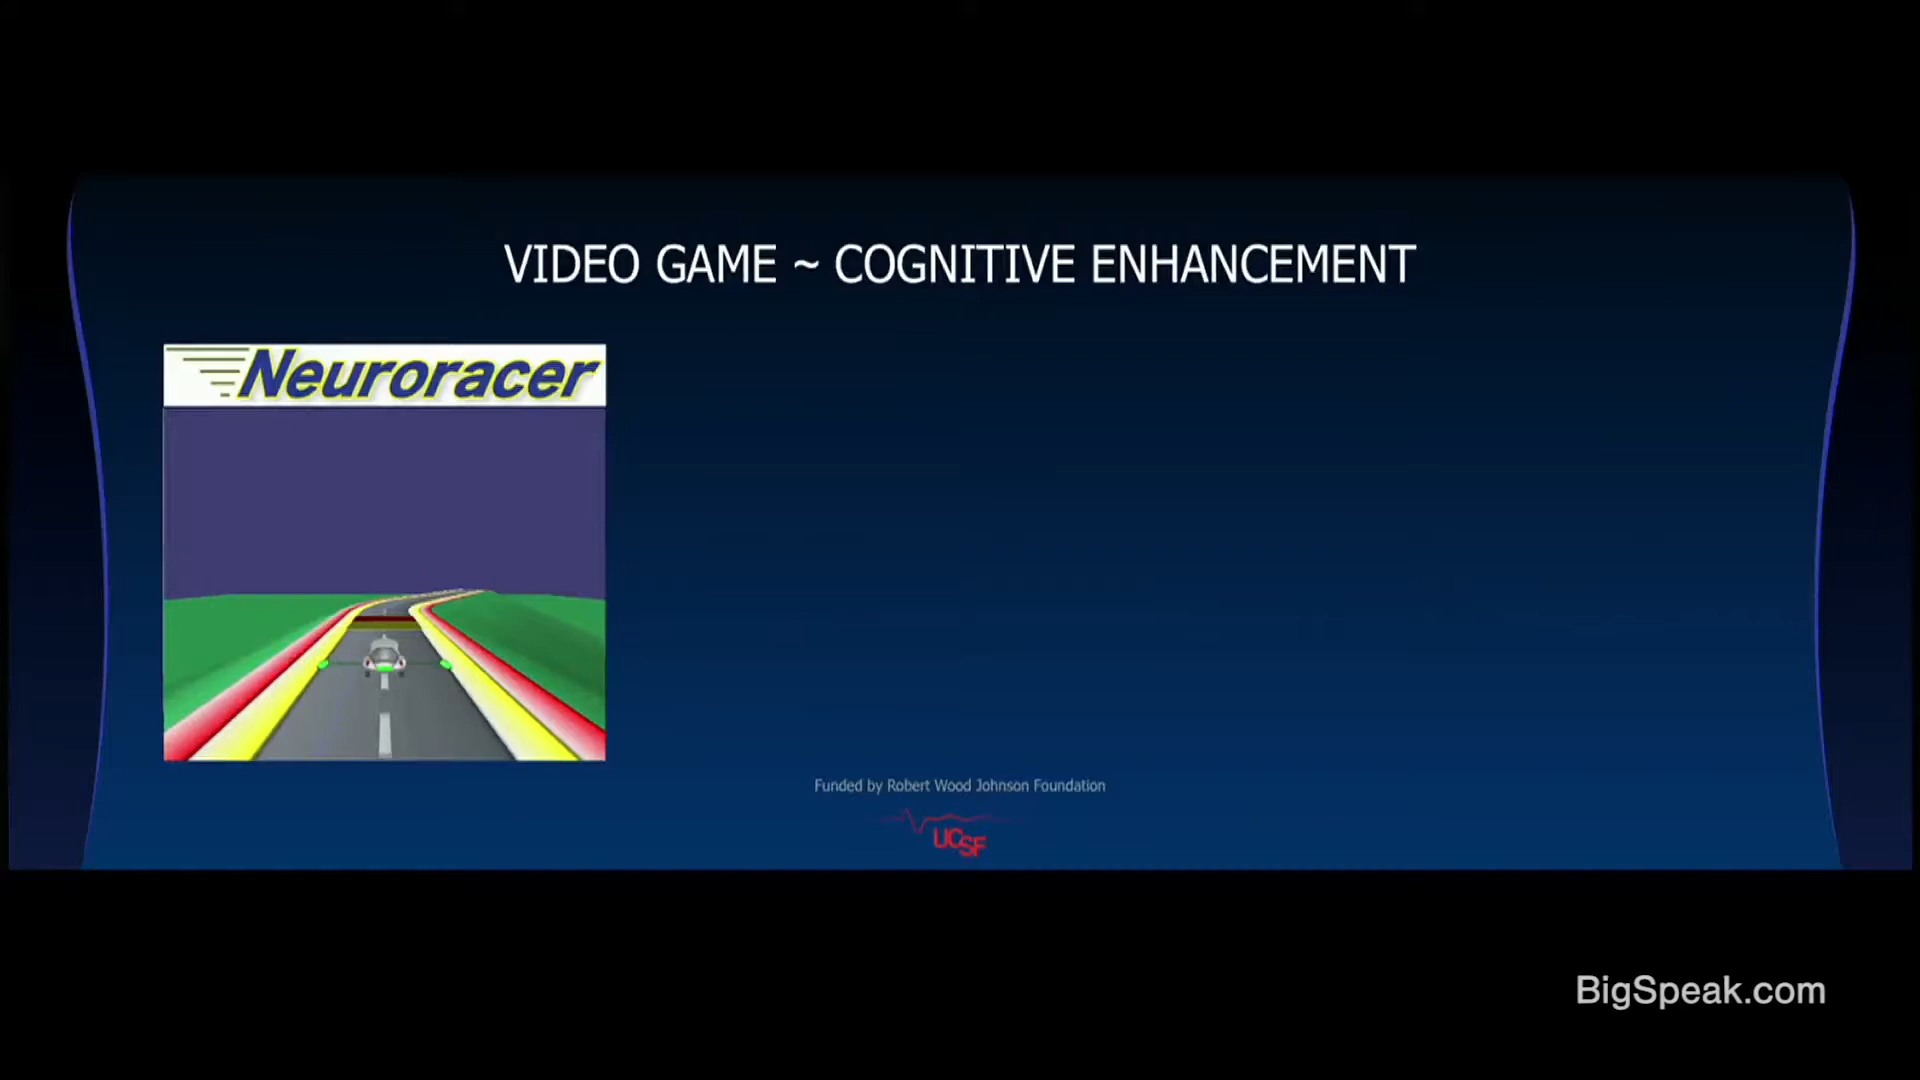 VIDEO GAME ~ COGNITIVE ENHANCEMENT
Neuroracer
Funded by Robert Wood Johnson Foundation
UCSF
BigSpeak.com